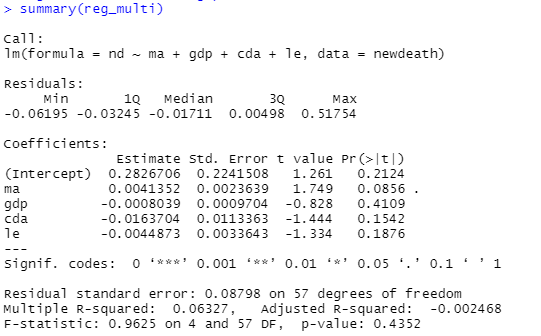 > summary(reg_multi)
Call:
lm(formula = nd ~ ma + gdp + cda + le, data = newdeath)
Residuals:
     Min       1Q   Median       3Q      Max
-0.06195 -0.03245 -0.01711  0.00498  0.51754
Coefficients:
              Estimate Std. Error t value Pr(>|t|)
(Intercept)  0.2826706  0.2241508   1.261   0.2124
ma           0.0041352  0.0023639   1.749   0.0856 .
gdp         -0.0008039  0.0009704  -0.828   0.4109
cda         -0.0163704  0.0113363  -1.444   0.1542
le          -0.0044873  0.0033643  -1.334   0.1876
---
Signif. codes:  0 ‘***’ 0.001 ‘**’ 0.01 ‘*’ 0.05 ‘.’ 0.1 ‘ ’ 1
Residual standard error: 0.08798 on 57 degrees of freedom
Multiple R-squared:  0.06327,	Adjusted R-squared:  -0.002468
F-statistic: 0.9625 on 4 and 57 DF,  p-value: 0.4352